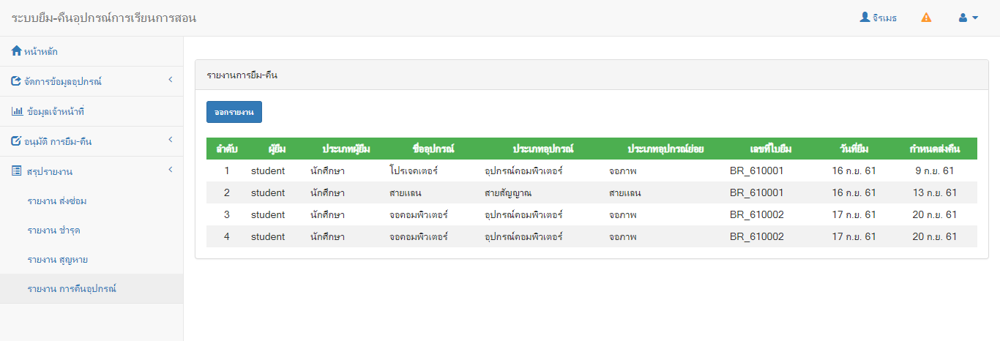 ระบบยืม-คืนอุปกรณ์การเรียนการสอน
จิรเมธ
หน้าหลัก
จัดการข้อมูลอุปกรณ์
ข้อมูลเจ้าหน้าที่
อนุมัติ การยืม-คืน
สรุปรายงาน
รายงาน ส่งซ่อม
รายงาน ชำรุด
รายงาน สูญหาย
รายงาน การคืนอุปกรณ์
รายงานการยืม-คืน
ออกรายงาน
ลำดับ ผู้ยืม ประเภทผู้ยืม ชื่ออุปกรณ์ ประเภทอุปกรณ์ ประเภทอุปกรณ์ย่อย เลขที่ใบยืม วันที่ยืม กำหนดส่งคืน
1 student นักศึกษา โปรเจคเตอร์ อุปกรณ์คอมพิวเตอร์ จอภาพ BR_610001 16 ก.ย. 61 9 ก.ย. 61
2 student นักศึกษา สายแลน สายสัญญาณ สายแลน BR_610001 16 ก.ย. 61 13 ก.ย. 61
3 student นักศึกษา จอคอมพิวเตอร์ อุปกรณ์คอมพิวเตอร์ จอภาพ BR_610002 17 ก.ย. 61 20 ก.ย. 61
4 student นักศึกษา จอคอมพิวเตอร์ อุปกรณ์คอมพิวเตอร์ จอภาพ BR_610002 17 ก.ย. 61 20 ก.ย. 61